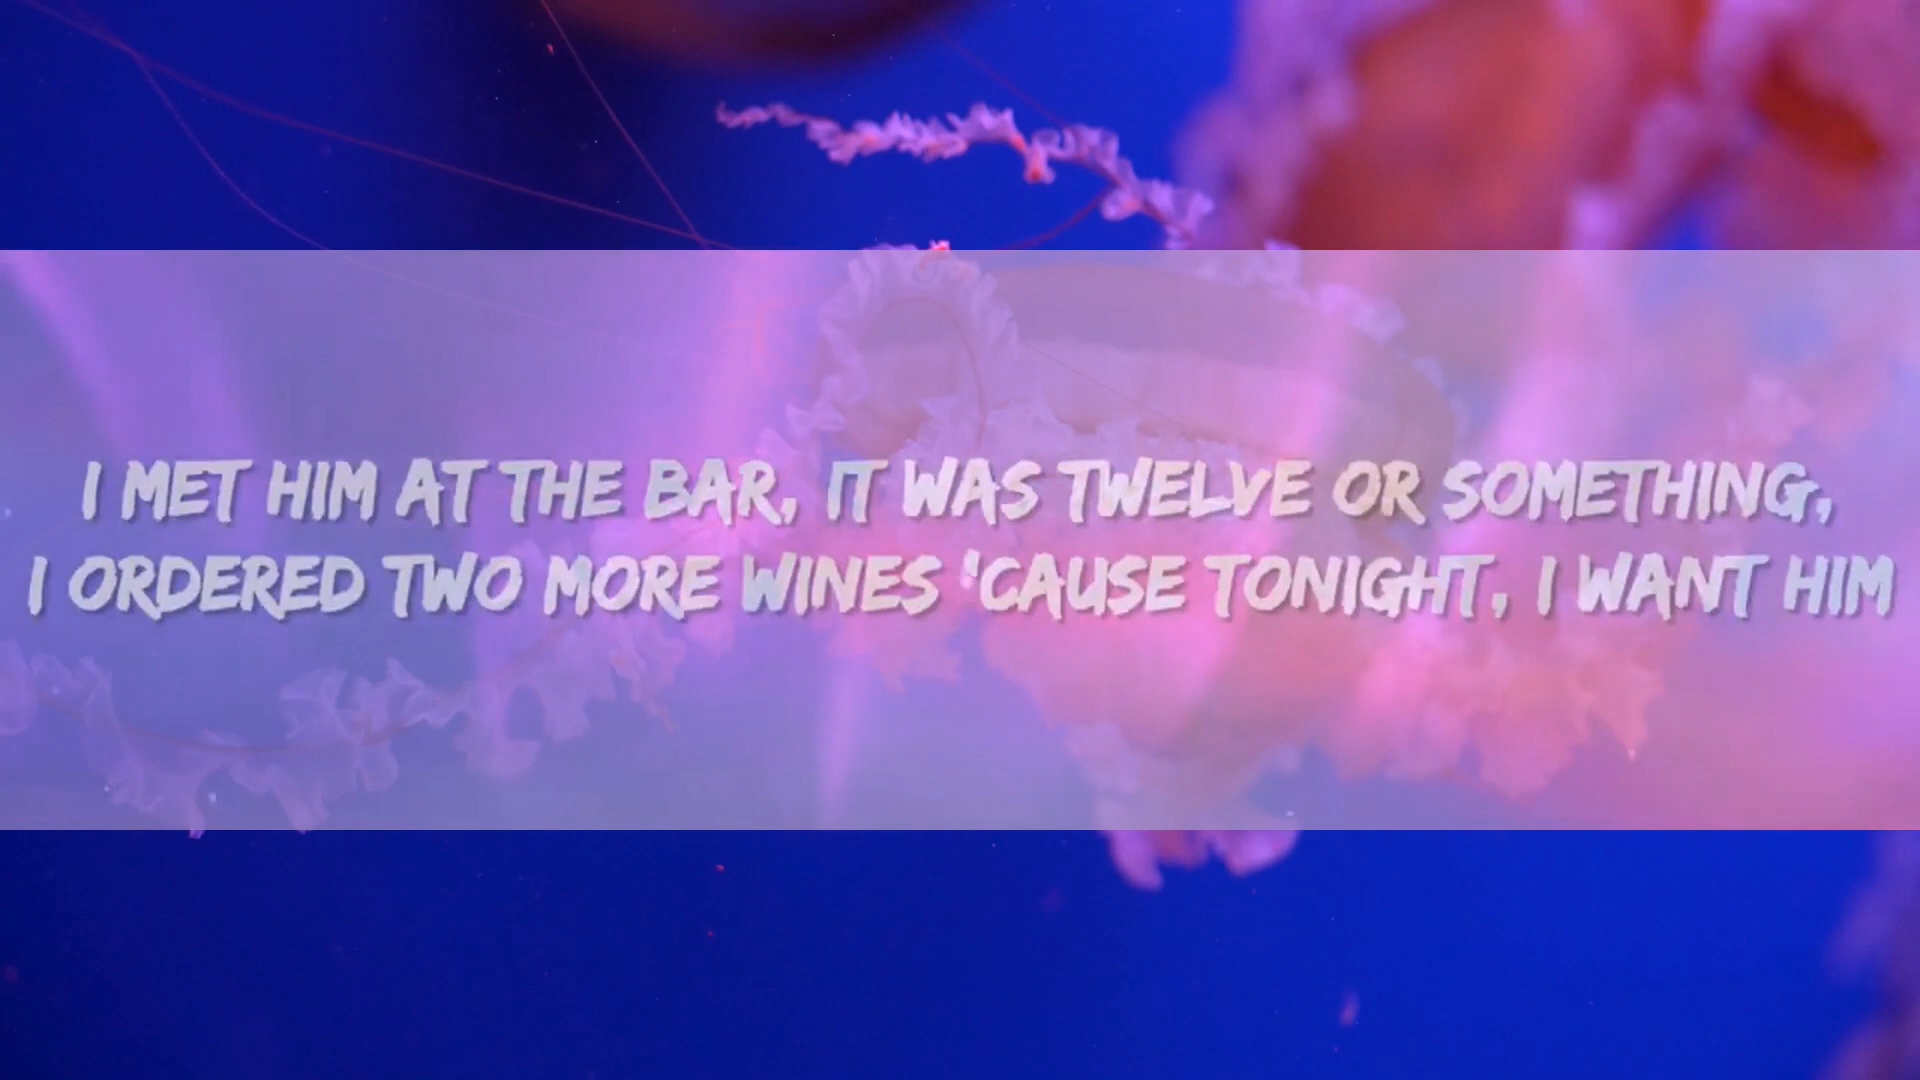 I MET HIM AT THE BAR, IT WAS TWELVE OR SOMETHING,
I ORDERED TWO MORE WINES 'CAUSE TONIGHT, I WANT HIM